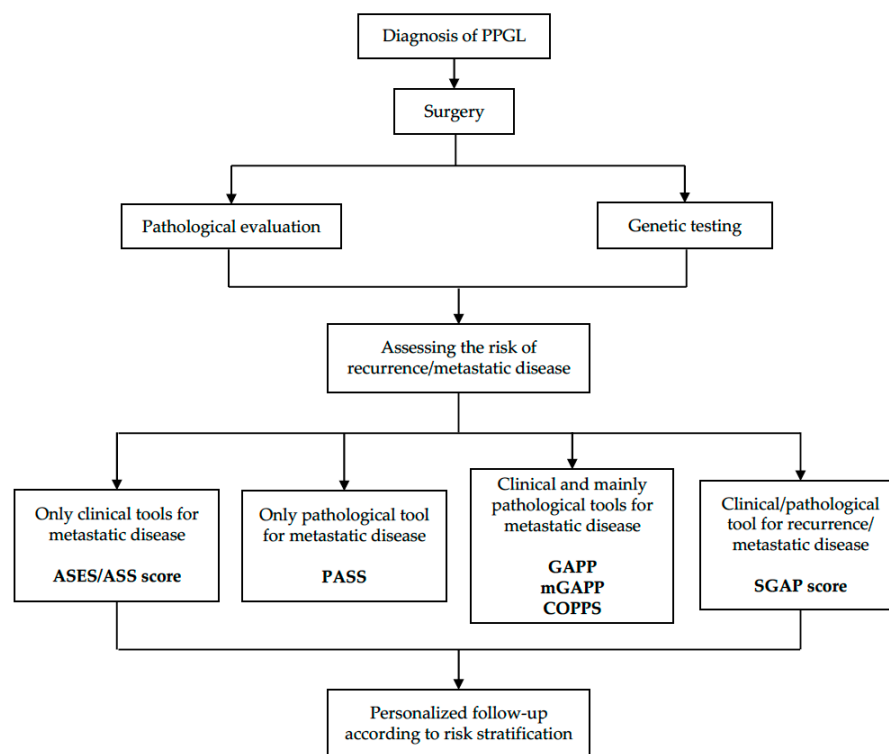 Diagnosis of PPGL
Surgery
Pathological evaluation
Genetic testing
Assessing the risk of
recurrence/metastatic disease
Only clinical tools for
metastatic disease
ASES/ASS score
Only pathological tool
for metastatic disease
PASS
Clinical and mainly
pathological tools for
metastatic disease
GAPP
mGAPP
COPPS
Clinical/pathological
tool for recurrence/
metastatic disease
SGAP score
Personalized follow-up
according to risk stratification